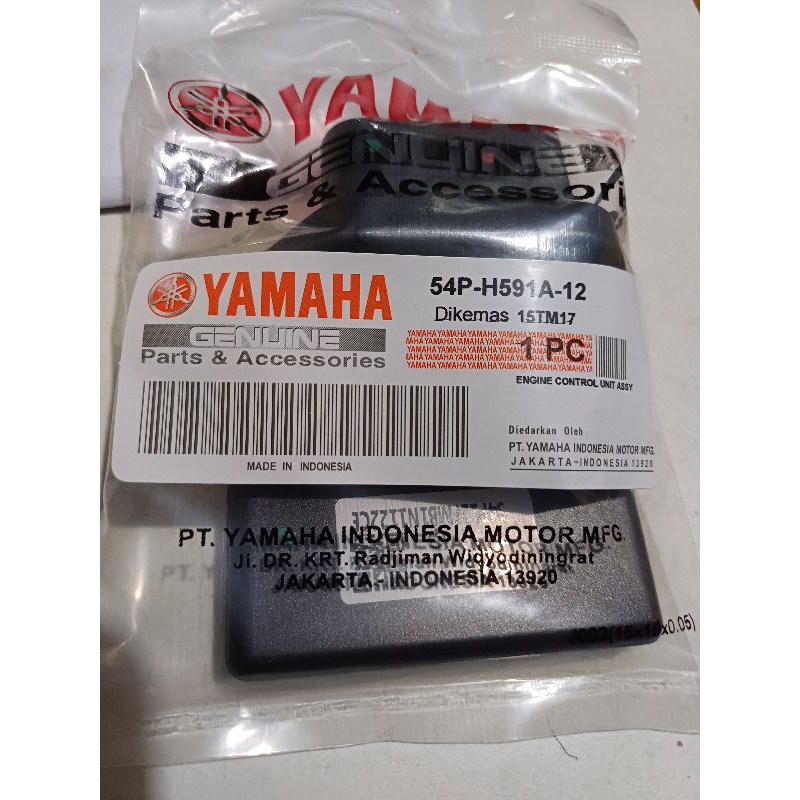 YAMAHA
GENUINE
Parts & Accessori
YAMAHA
GENUINE
Parts & Accessories
MADE IN INDONESIA
54P-H591A-12
Dikemas 15TM17
YAMAHAYAMAHAYAMAHAYAMAHAYAMAHAYA
1 PC
ENGINE CONTROL UNIT ASSY
Diedarkan Oleh
PT. YAMAHA INDONESIA MOTOR MFG.
JAKARTA-INDONESIA 13920
PT. YAMAHA INDONESIA MOTOR MFG.
Jl. DR. KRT. Radjiman Widyodiningrat
JAKARTA - INDONESIA 13920